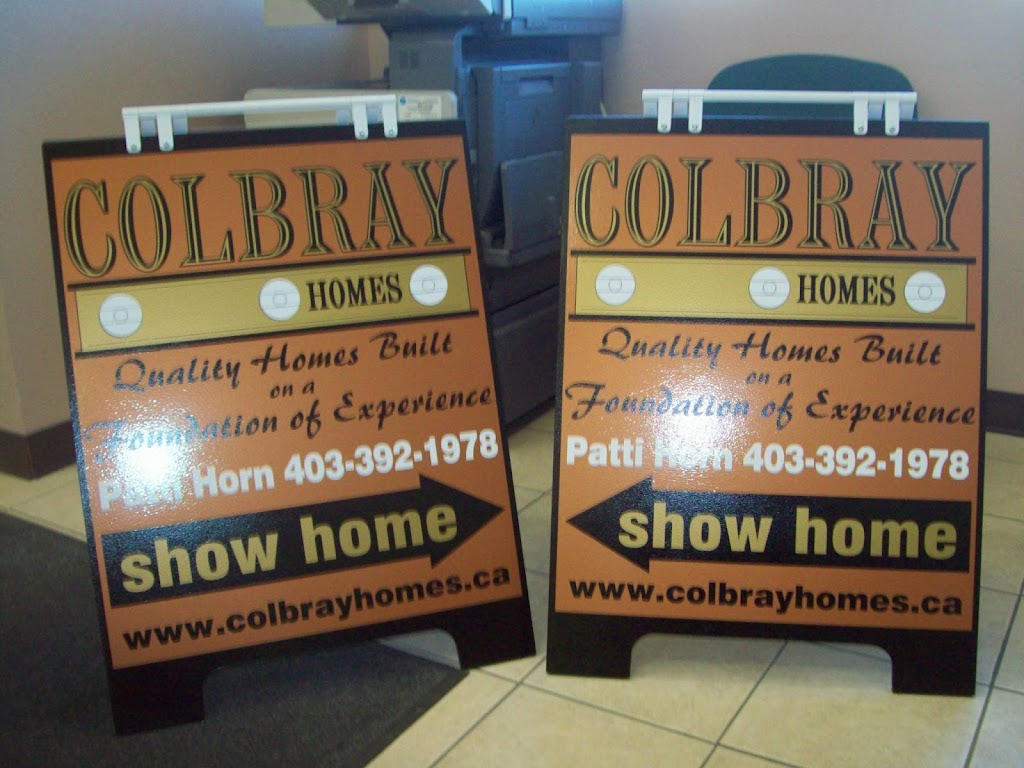 COLBRAY
HOMES
Quality Homes Built
on a
Foundation of Experience
Patti Horn 403-392-1978
show home
www.colbrayhomes.ca
COLBRAY
HOMES
Quality Homes Built
on a
Foundation of Experience
Patti Horn 403-392-1978
show home
www.colbrayhomes.ca